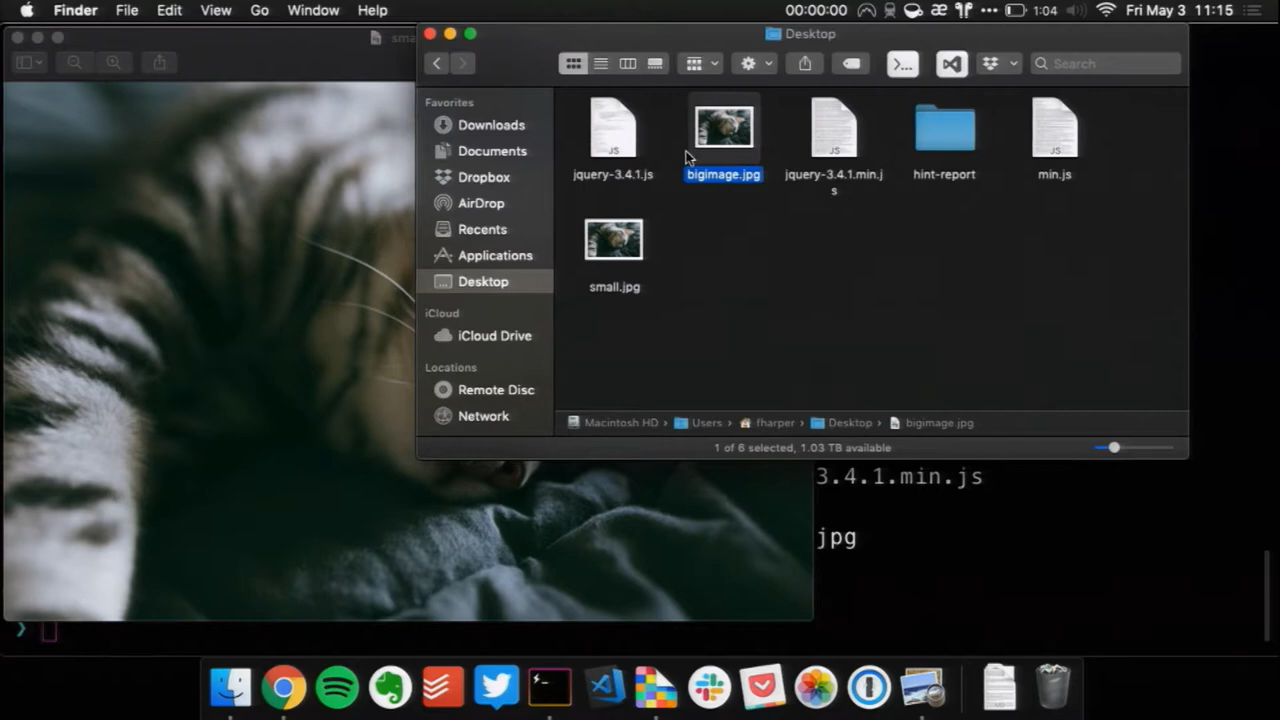 Finder File Edit View Go Window Help
00:00:00 æ ••• 1:04 Fri May 3 11:15
sma
Desktop
Search
Favorites
Downloads
Documents
Dropbox
AirDrop
Recents
Applications
Desktop
iCloud
iCloud Drive
Locations
Remote Disc
Network
JS
jquery-3.4.1.js
bigimage.jpg
JS
jquery-3.4.1.min.j
s
hint-report
JS
min.js
small.jpg
Macintosh HD › Users › fharper › Desktop › bigimage.jpg
1 of 6 selected, 1.03 TB available
3.4.1.min.js
jpg